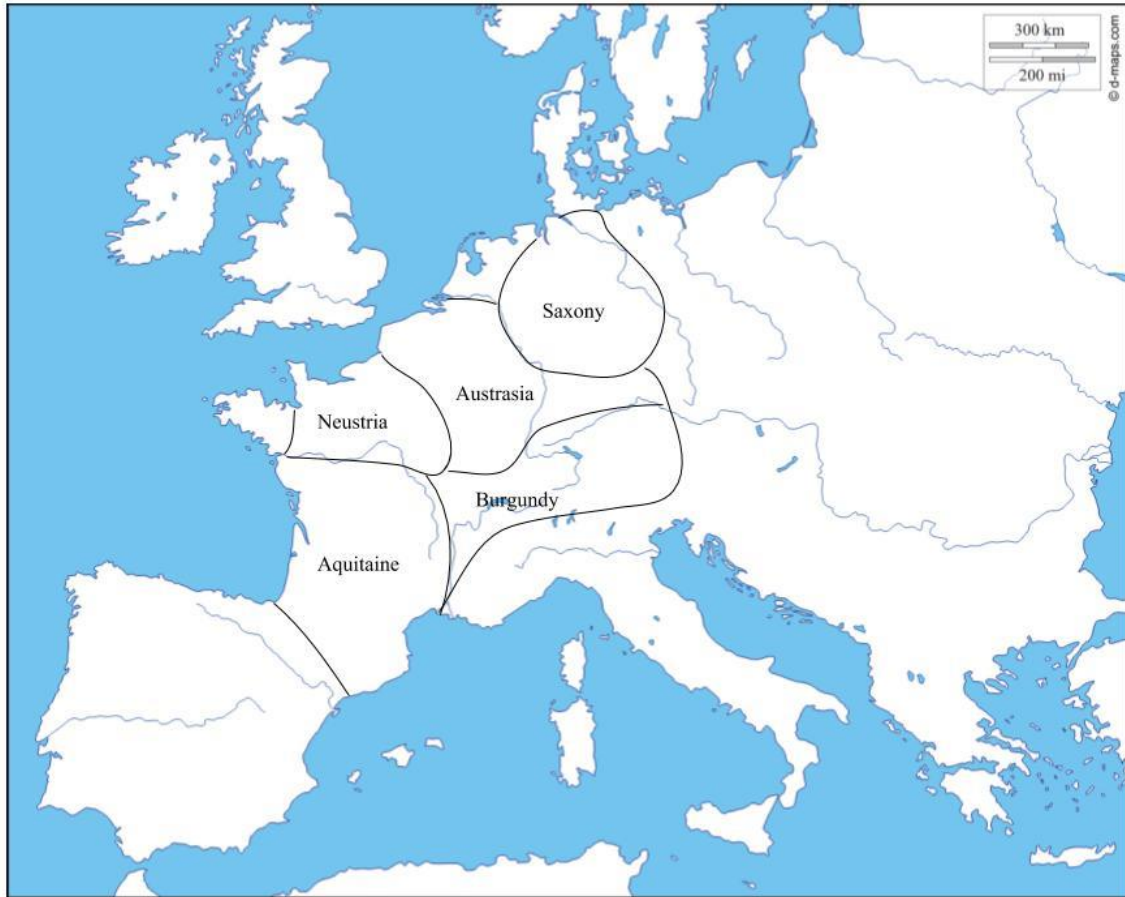 300 km
200 mi
© d-maps.com
Saxony
Austrasia
Neustria
Burgundy
Aquitaine